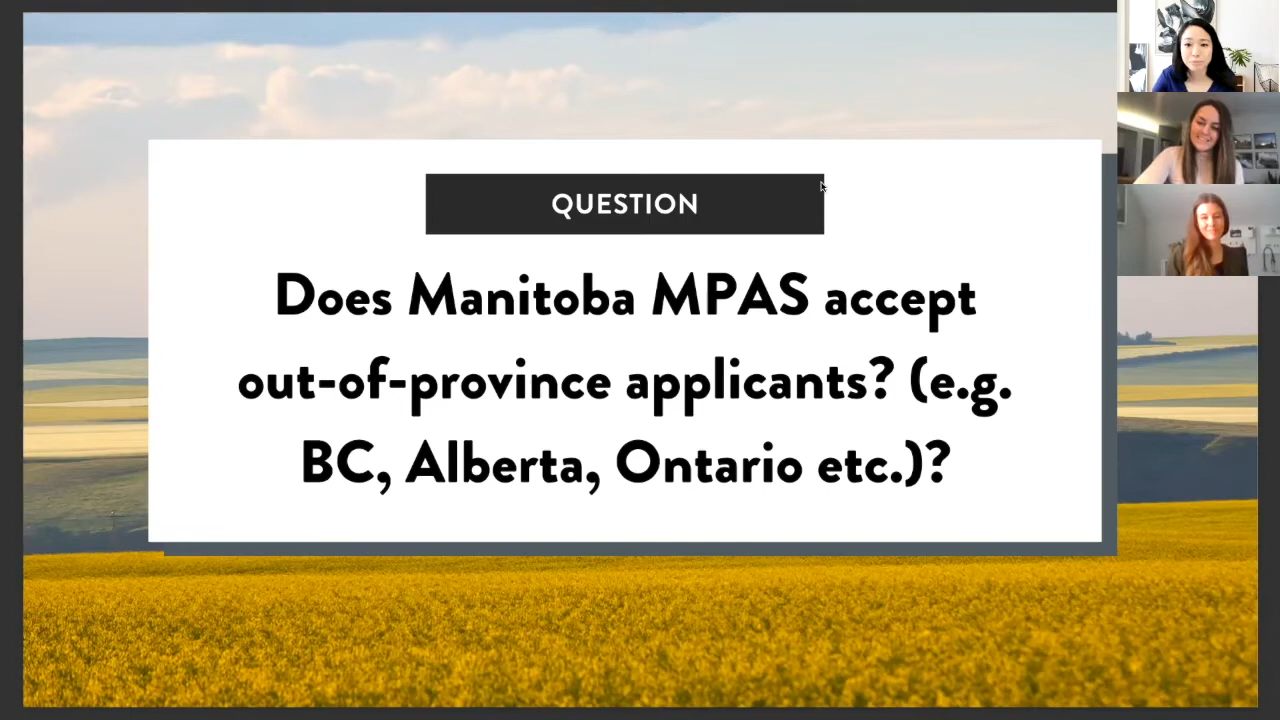 QUESTION
Does Manitoba MPAS accept
out-of-province applicants? (e.g.
BC, Alberta, Ontario etc.)?